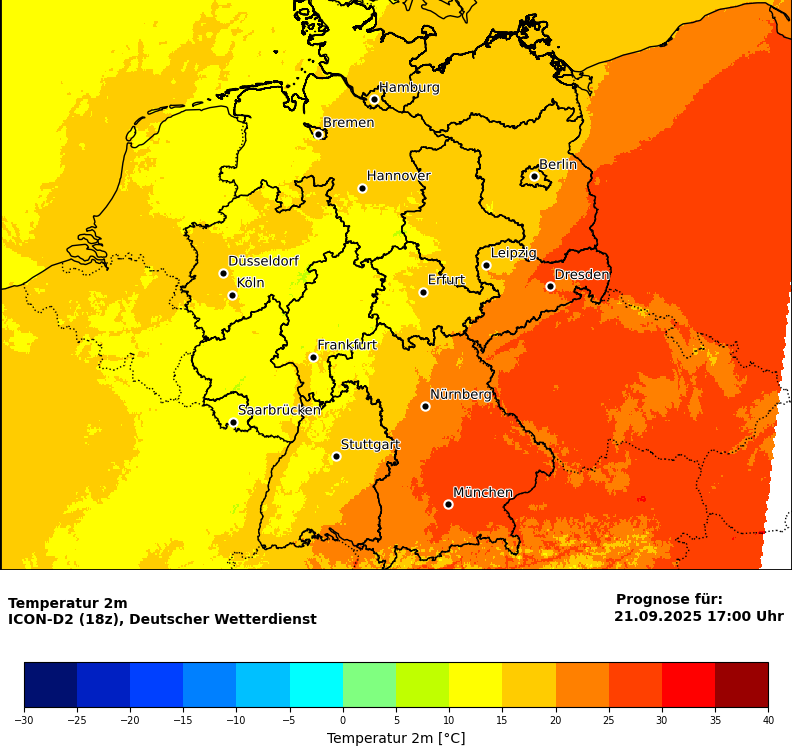 Hamburg
Bremen
Berlin
Hannover
Düsseldorf
Leipzig
Köln
Erfurt
Dresden
Frankfurt
Nürnberg
Saarbrücken
Stuttgart
München
Temperatur 2m
ICON-D2 (18z), Deutscher Wetterdienst
Prognose für:
21.09.2025 17:00 Uhr
−30 −25 −20 −15 −10 −5 0 5 10 15 20 25 30 35 40
Temperatur 2m [°C]